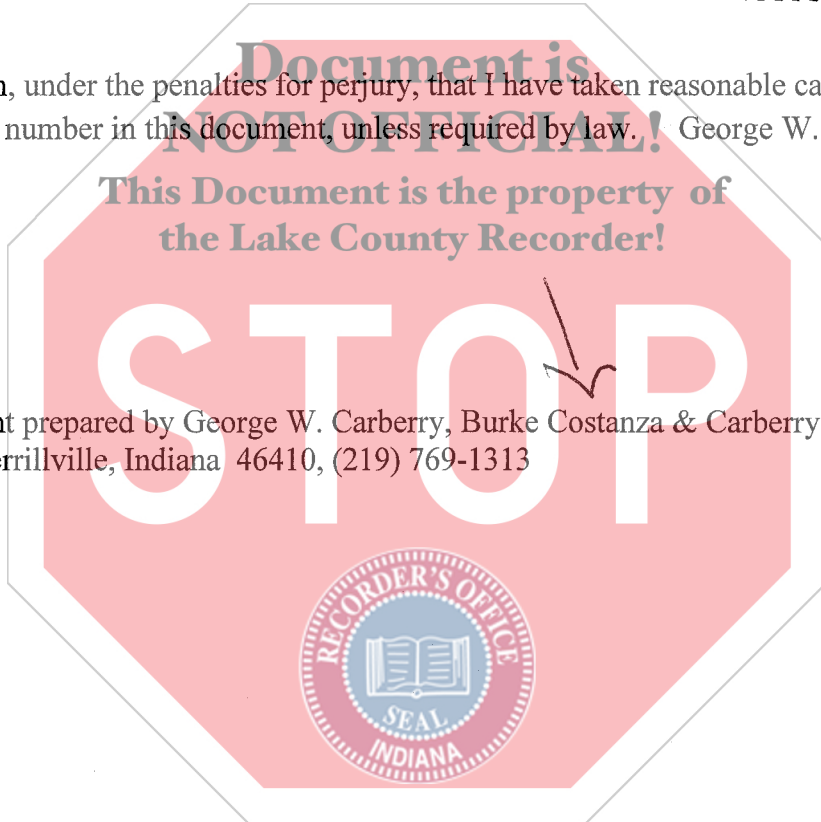 Document is
, under the penalties for perjury, that I have taken reasonable
NOT OFFICIAL!
number in this document, unless required by law. George W.
This Document is the property of
the Lake County Recorder!
STOP
prepared by George W. Carberry, Burke Costanza & Carberry
rrillville, Indiana 46410, (219) 769-1313
RECORDER'S OFFICE
SEAL
INDIANA